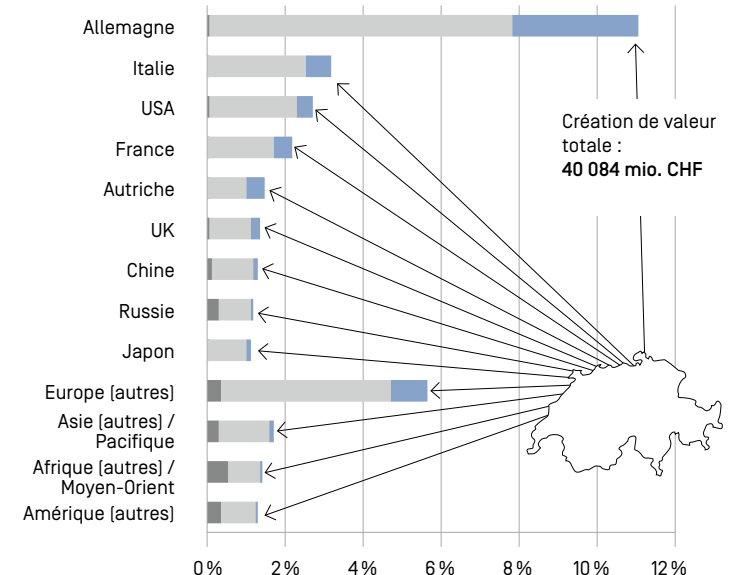 Allemagne
Italie
USA
France
Autriche
UK
Chine
Russie
Japon
Europe (autres)
Asie (autres) /
Pacifique
Afrique (autres) /
Moyen-Orient
Amérique (autres)
Création de valeur
totale :
40 084 mio. CHF
0 % 2 % 4 % 6 % 8 % 10 % 12 %